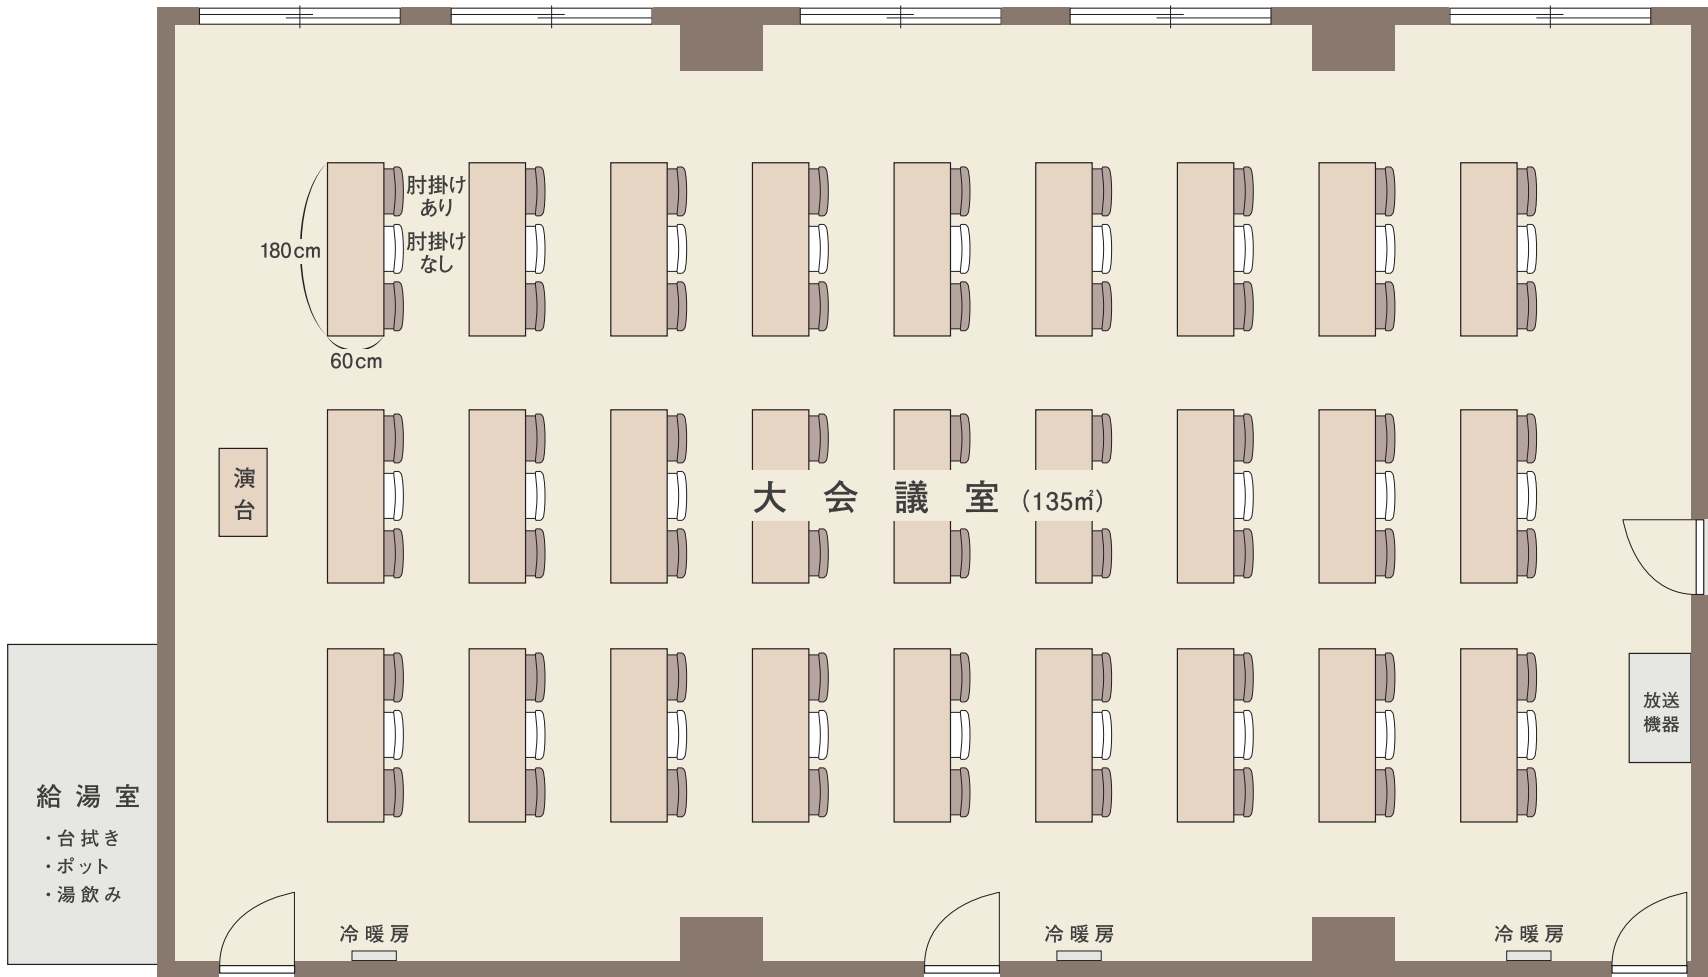 肘掛け
あり
肘掛け
なし
180cm
60cm
演台
大会議室(135㎡)
放送
機器
給湯室
・台拭き
・ポット
・湯飲み
冷暖房
冷暖房
冷暖房